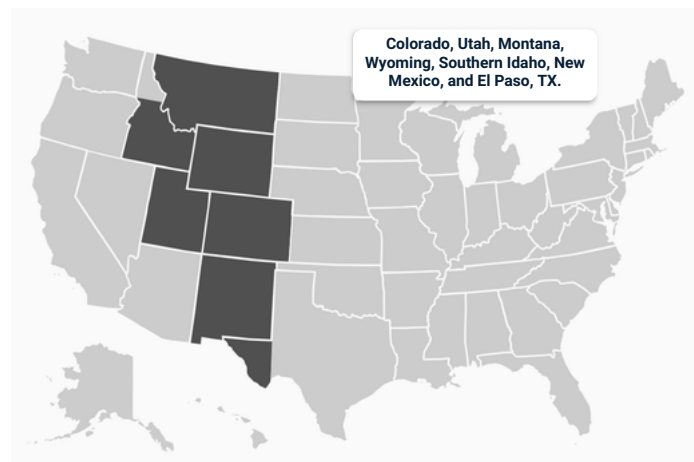 Colorado, Utah, Montana,
Wyoming, Southern Idaho, New
Mexico, and El Paso, TX.